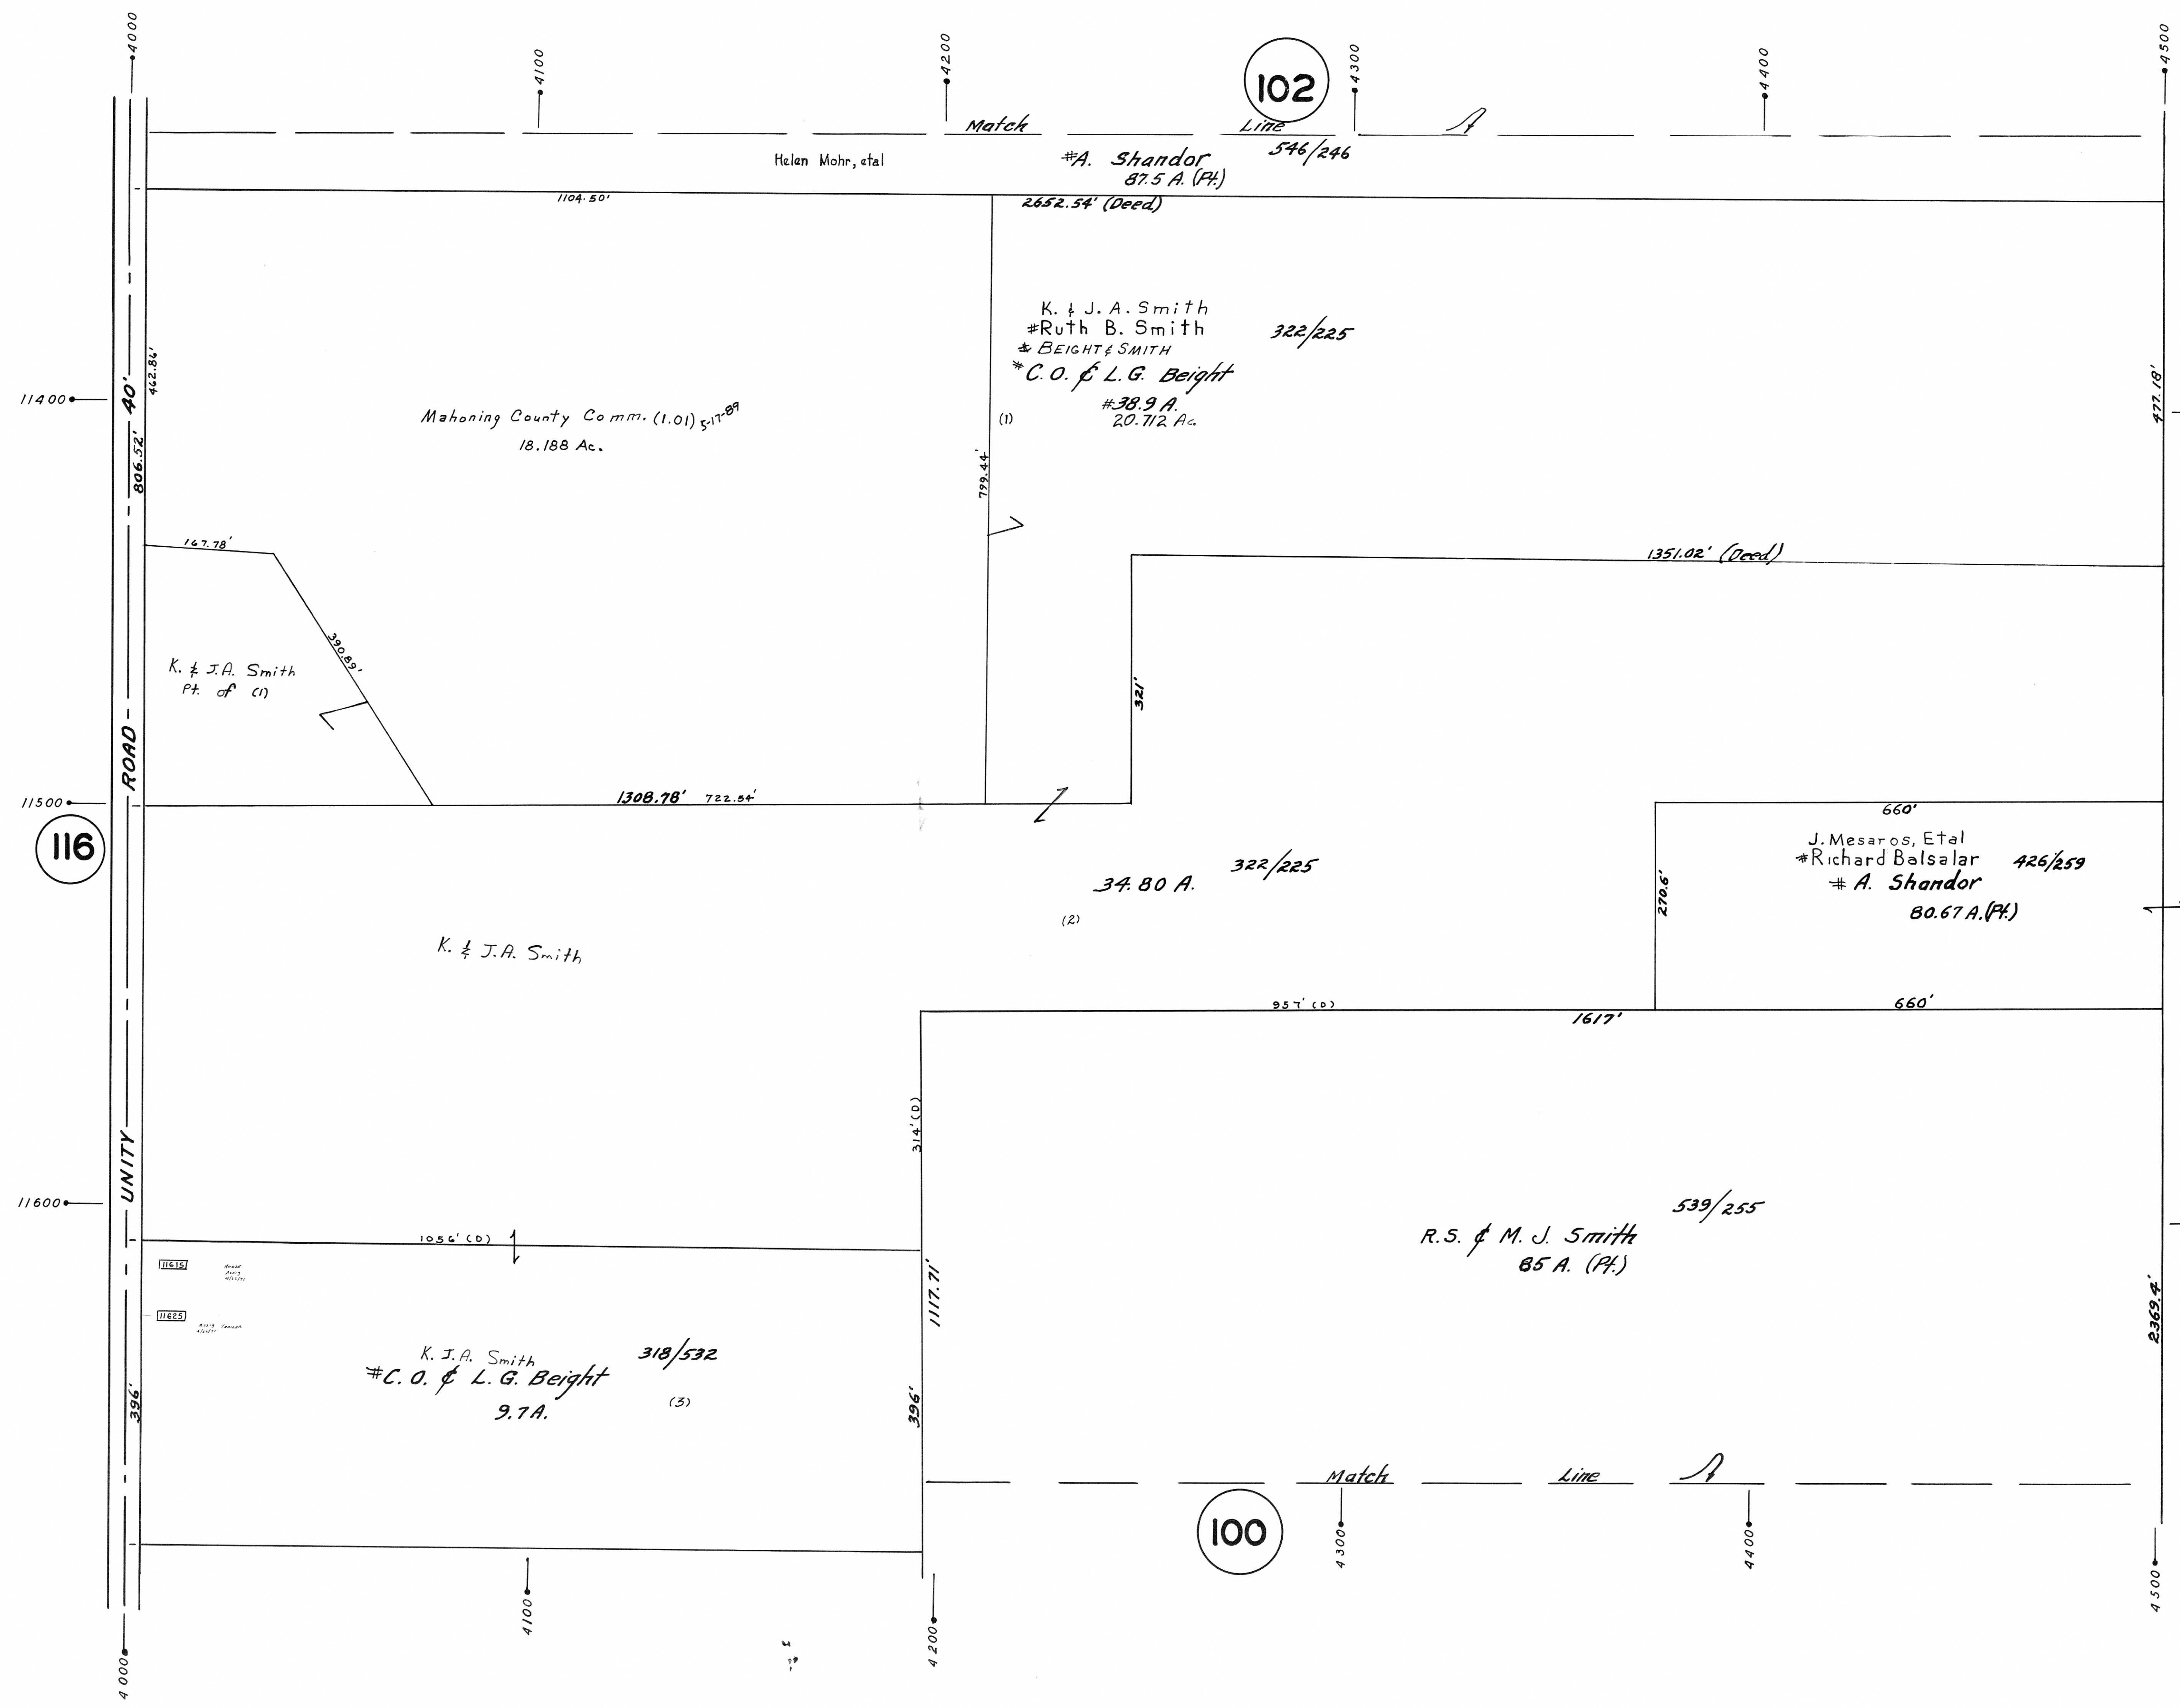 4000
4100
4200
102
4300
4400
4500
Match Line
Helen Mohr, etal
#A. Shandor 546/246
87.5 A. (Pt.)
1104.50'
2652.54' (Deed)
K. & J. A. Smith
#Ruth B. Smith 322/225
# BEIGHT & SMITH
#C.O. & L.G. Beight
#38.9 A.
20.712 Ac.
(1)
462.86'
40'
11400
806.52'
477.18'
Mahoning County Comm. (1.01) 5-17-89
18.188 Ac.
799.44'
167.78'
1351.02' (Deed)
390.89'
K. & J.A. Smith
Pt. of (1)
321'
ROAD
11500
1308.78' 722.54'
116
660'
J. Mesaros, Etal
#Richard Balsalar 426/259
# A. Shandor
80.67 A. (Pt.)
270.6'
322/225
34.80 A.
(2)
K. & J.A. Smith
957' (D)
660'
1617'
314' (D)
UNITY
11600
539/255
R.S. & M. J. Smith
85 A. (Pt.)
1056' (D)
11615
11625
1117.71'
2369.4'
K. J.A. Smith 318/532
#C. O. & L. G. Beight
9.7 A. (3)
396'
396'
Match Line
100
4000
4100
4200
4300
4400
4500